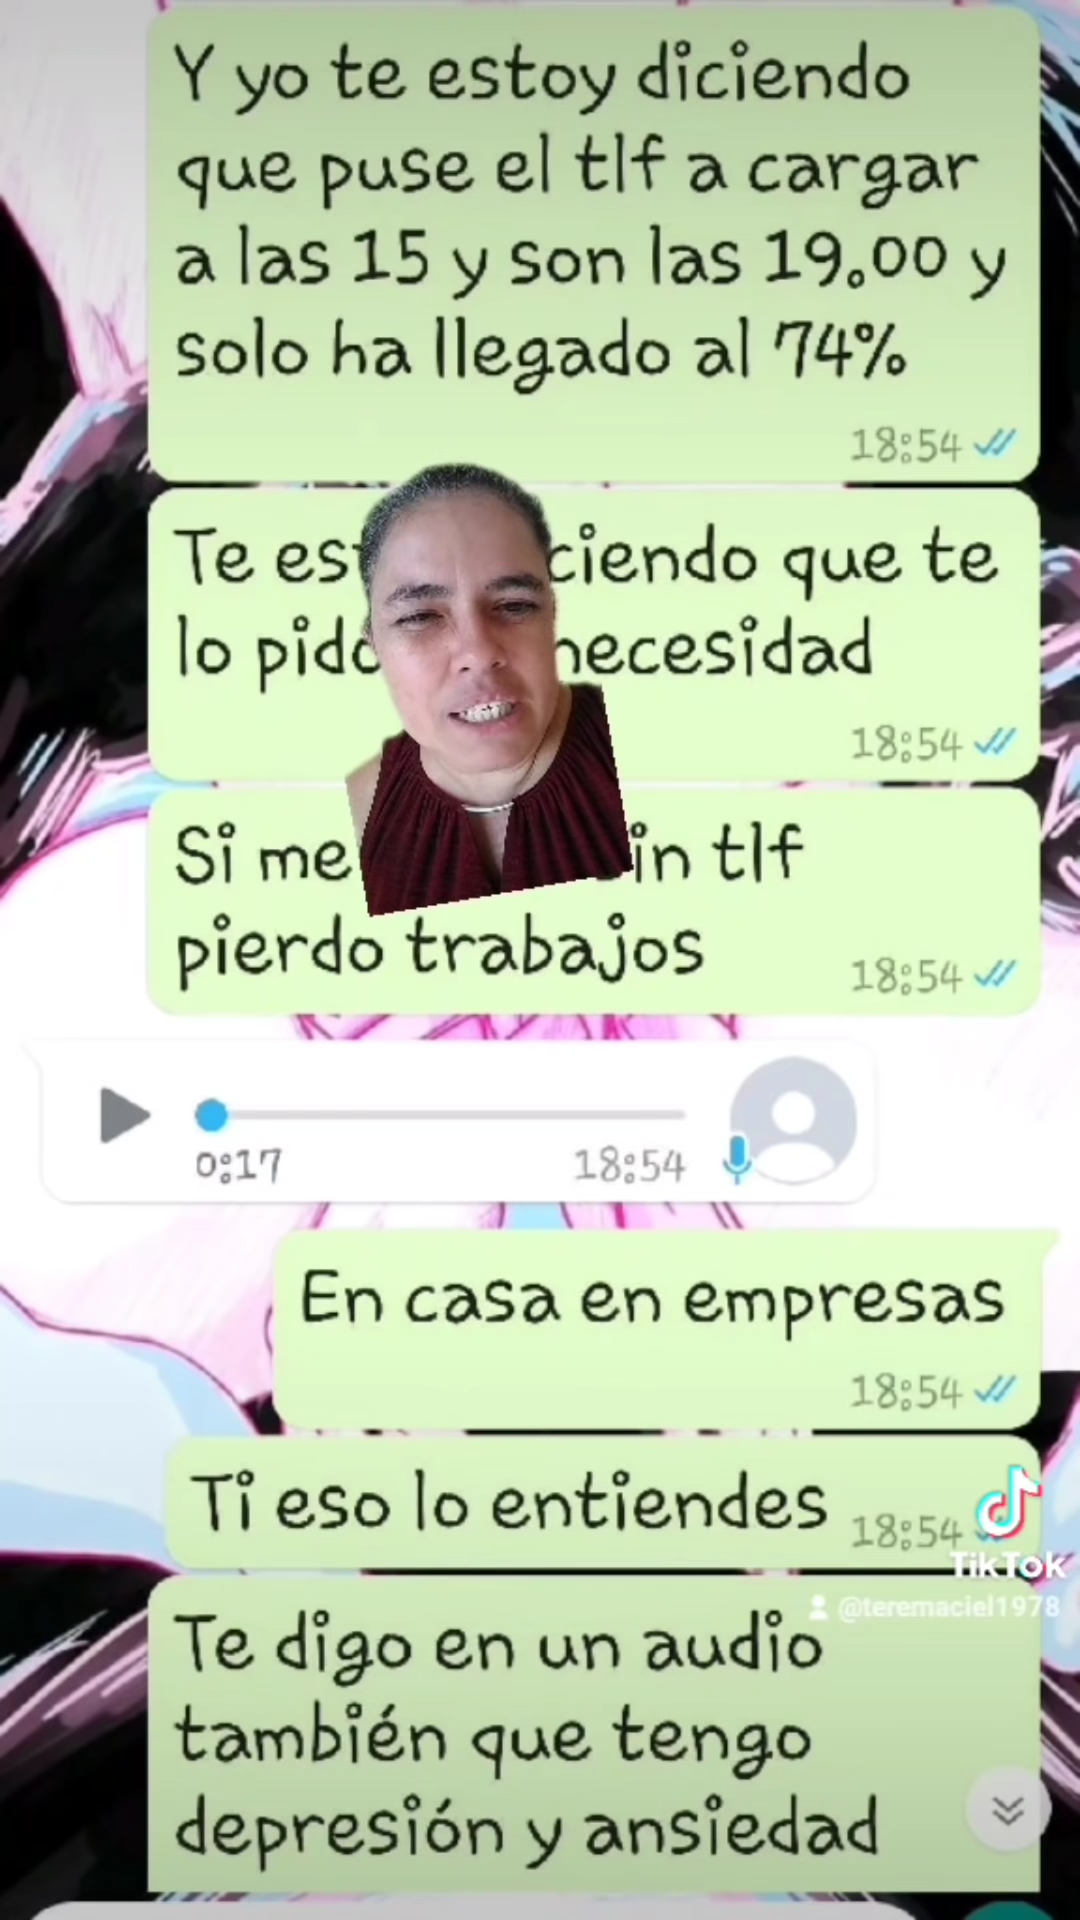 Y yo te estoy diciendo
que puse el tlf a cargar
a las 15 y son las 19.00 y
solo ha llegado al 74%
18:54
Te ciendo que te
lo necesidad
18:54
Si me tlf
pierdo trabajos
18:54
0:17 18:54
En casa en empresas
18:54
Ti eso lo entiendes
18:54
TikTok
@teremaciel1978
Te digo en un audio
también que tengo
depresión y ansiedad